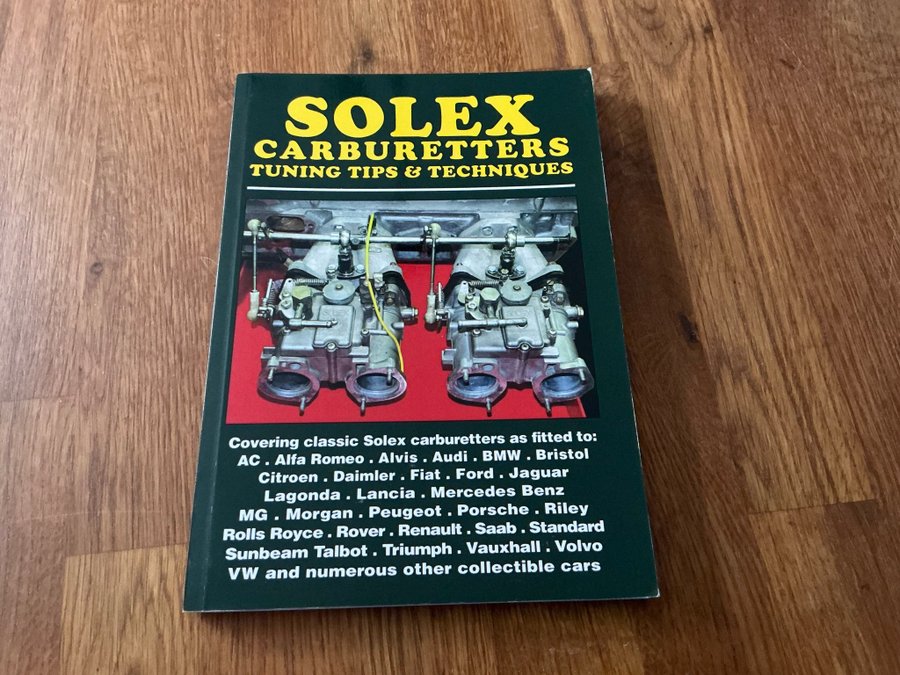 SOLEX
CARBURETTERS
TUNING TIPS & TECHNIQUES
Covering classic Solex carburetters as fitted to:
AC . Alfa Romeo . Alvis . Audi . BMW . Bristol
Citroen . Daimler . Fiat . Ford . Jaguar
Lagonda . Lancia . Mercedes Benz
MG . Morgan . Peugeot . Porsche . Riley
Rolls Royce . Rover . Renault . Saab . Standard
Sunbeam Talbot . Triumph . Vauxhall . Volvo
VW and numerous other collectible cars